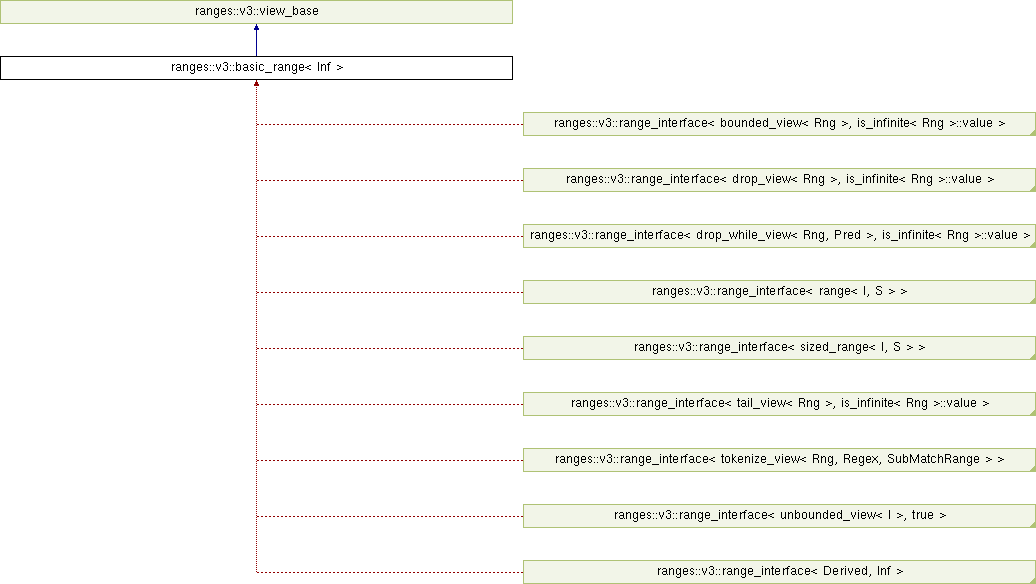 ranges::v3::view_base
ranges::v3::basic_range< Inf >
ranges::v3::range_interface< bounded_view< Rng >, is_infinite< Rng >::value >
ranges::v3::range_interface< drop_view< Rng >, is_infinite< Rng >::value >
ranges::v3::range_interface< drop_while_view< Rng, Pred >, is_infinite< Rng >::value >
ranges::v3::range_interface< range< I, S > >
ranges::v3::range_interface< sized_range< I, S > >
ranges::v3::range_interface< tail_view< Rng >, is_infinite< Rng >::value >
ranges::v3::range_interface< tokenize_view< Rng, Regex, SubMatchRange > >
ranges::v3::range_interface< unbounded_view< I >, true >
ranges::v3::range_interface< Derived, Inf >